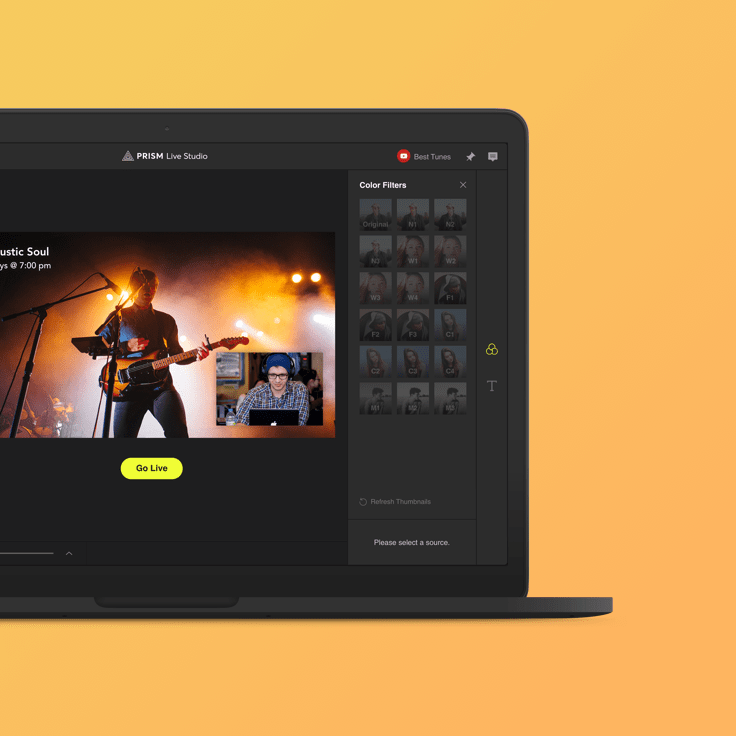 PRISM Live Studio
Best Tunes
Color Filters
ustic Soul
ys @ 7:00 pm
Original N1 N2
N3 W1 W2
W3 W4 F1
F2 F3 C1
C2 C3 C4
M1 M2 M3
Go Live
T
Refresh Thumbnails
Please select a source.